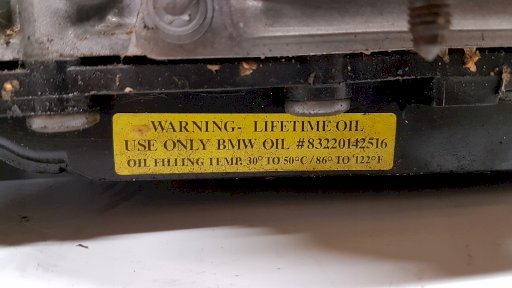 WARNING- LIFETIME OIL
USE ONLY BMW OIL #83220142516
OIL FILLING TEMP. 30° TO 50°C / 86° TO 122°F